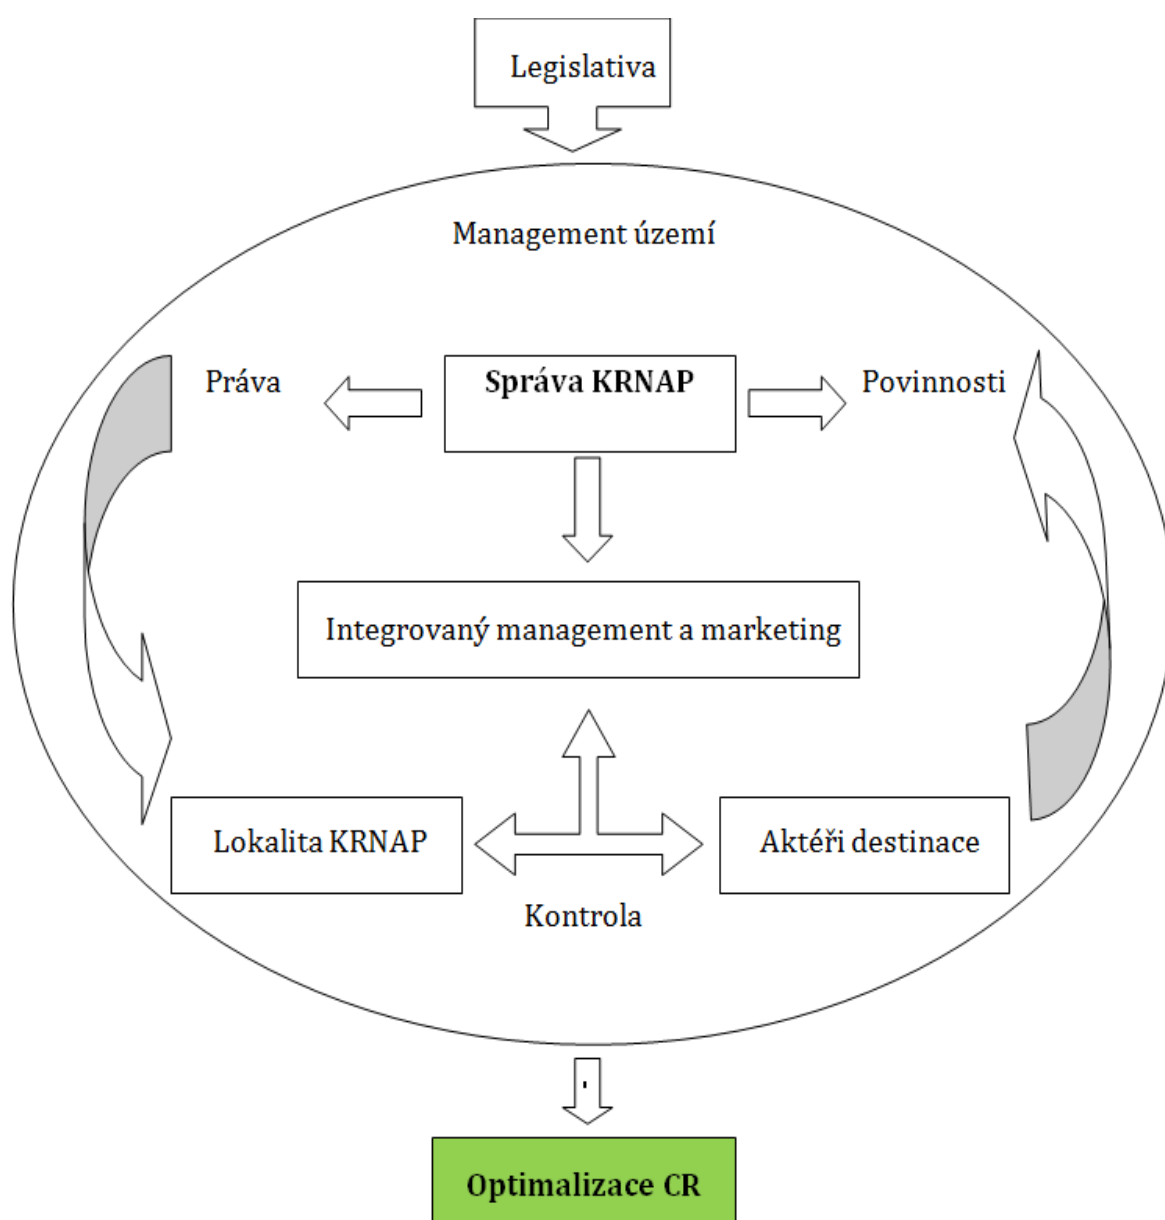 Legislativa
Management území
Práva
Správa KRNAP
Povinnosti
Integrovaný management a marketing
Lokalita KRNAP
Aktéři destinace
Kontrola
Optimalizace CR